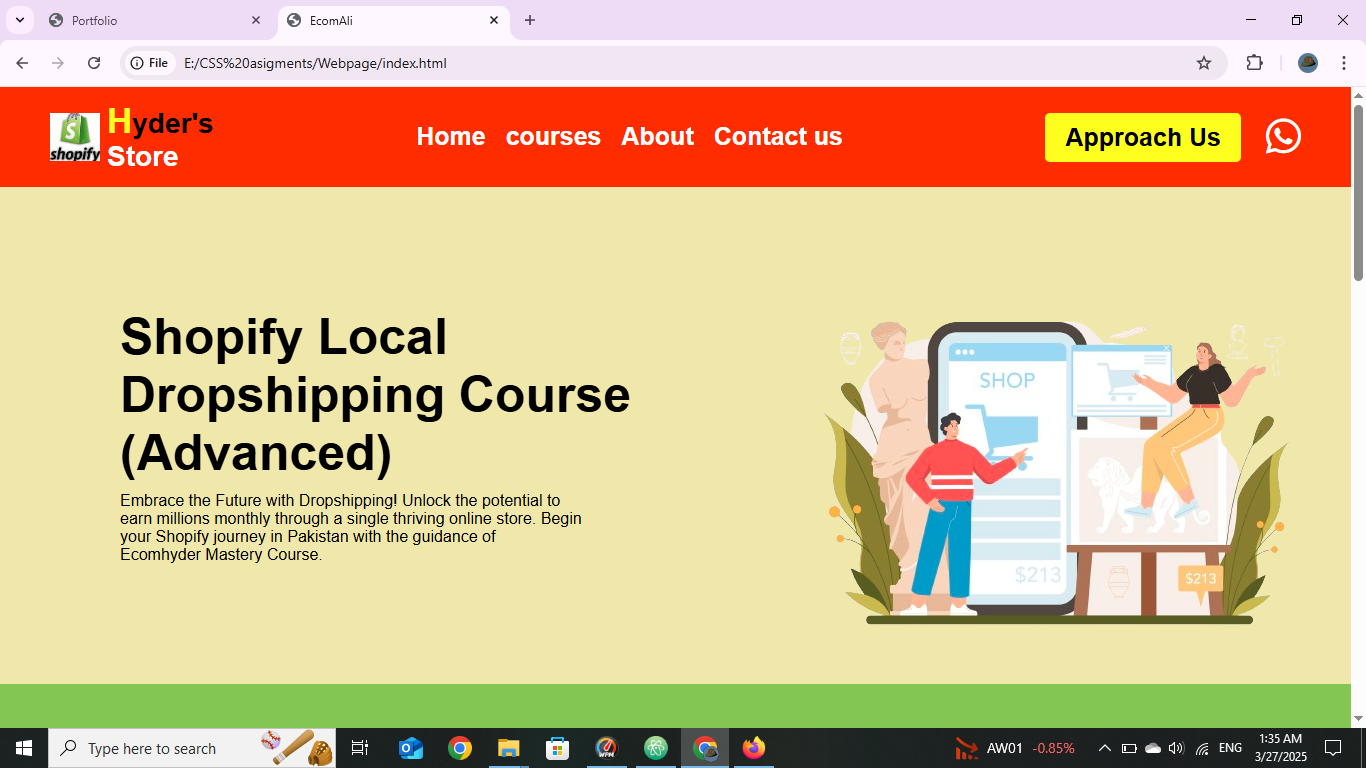 Portfolio
EcomAli
File
E:/CSS%20asigments/Webpage/index.html
shopify
Hyder's
Store
Home courses About Contact us
Approach Us
Shopify Local
Dropshipping Course
(Advanced)
Embrace the Future with Dropshipping! Unlock the potential to
earn millions monthly through a single thriving online store. Begin
your Shopify journey in Pakistan with the guidance of
Ecomhyder Mastery Course.
SHOP
$213
$213
Type here to search
WPM
AW01 -0.85%
ENG
1:35 AM
3/27/2025